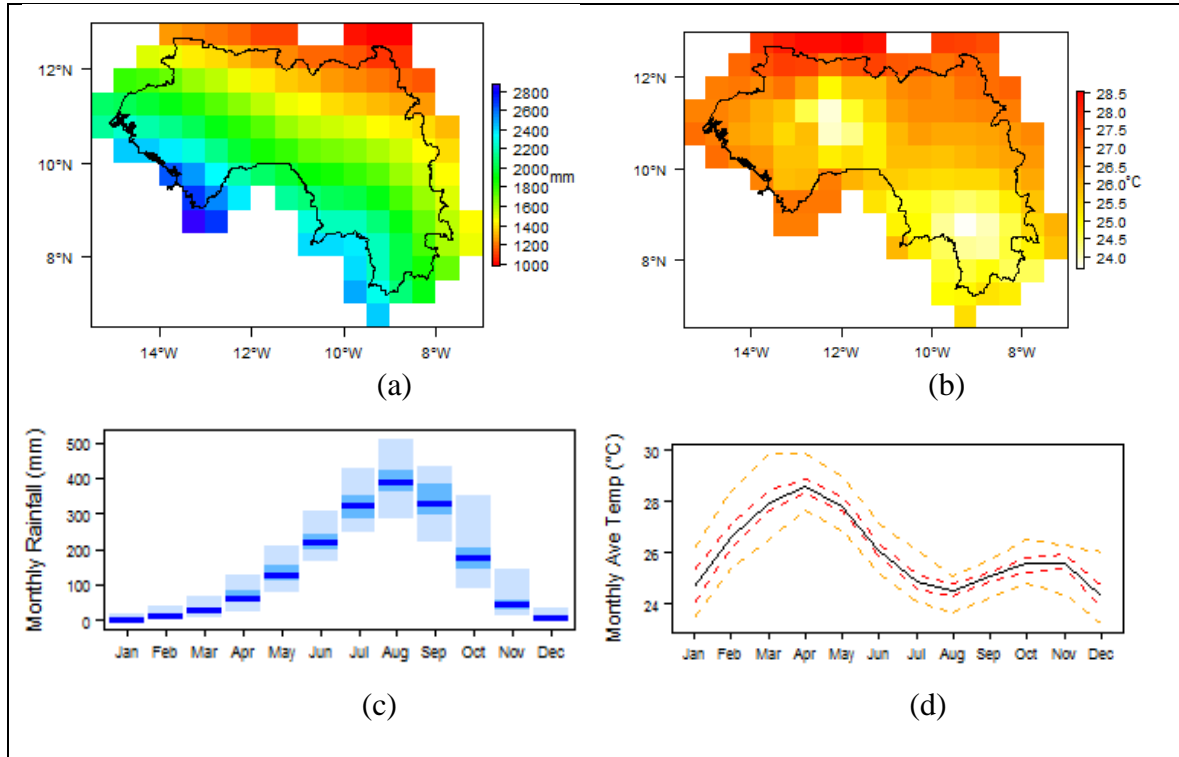 12°N
10°N
8°N
14°W 12°W 10°W 8°W
2800
2600
2400
2200
2000
1800
1600
1400
1200
1000
mm
(a)
12°N
10°N
8°N
14°W 12°W 10°W 8°W
28.5
28.0
27.5
27.0
26.5
26.0
25.5
25.0
24.5
24.0
°C
(b)
Monthly Rainfall (mm)
500
400
300
200
100
0
Jan Feb Mar Apr May Jun Jul Aug Sep Oct Nov Dec
(c)
Monthly Ave Temp (°C)
30
28
26
24
Jan Feb Mar Apr May Jun Jul Aug Sep Oct Nov Dec
(d)